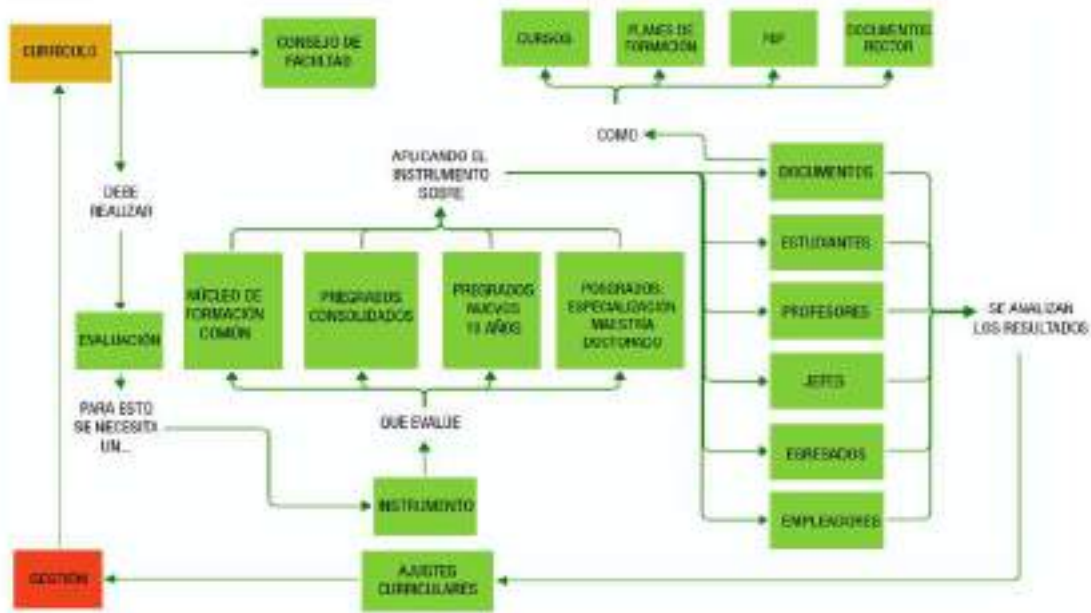 CURRÍCULO
CONSEJO DE
FACULTAD
CURSOS
PLANES DE
FORMACIÓN
DOCUMENTOS
RECTOR
COMO
APLICANDO EL
INSTRUMENTO
SOBRE
DEBE
REALIZAR
DOCUMENTOS
ESTUDIANTES
PROFESORES
JEFES
EGRESADOS
EMPLEADORES
SE ANALIZAN
LOS RESULTADOS
NÚCLEO DE
FORMACIÓN
COMÚN
PREGRADOS
CONSOLIDADOS
PREGRADOS
NUEVOS
10 AÑOS
POSGRADOS:
ESPECIALIZACIÓN
MAESTRÍA
DOCTORADO
EVALUACIÓN
PARA ESTO
SE NECESITA
UN...
QUE EVALÚE
INSTRUMENTO
GESTIÓN
AJUSTES
CURRICULARES